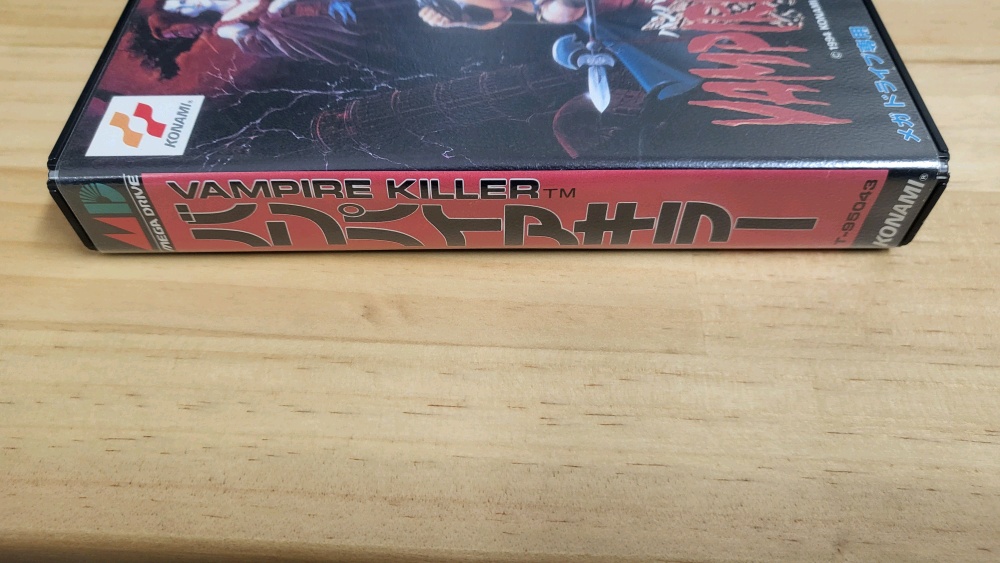 KONAMI®
VAMP
© 1994 KONAMI
メガドライブ専用
MEGA DRIVE
VAMPIRE KILLER™
バンパイアキラー
T-95043
KONAMI®